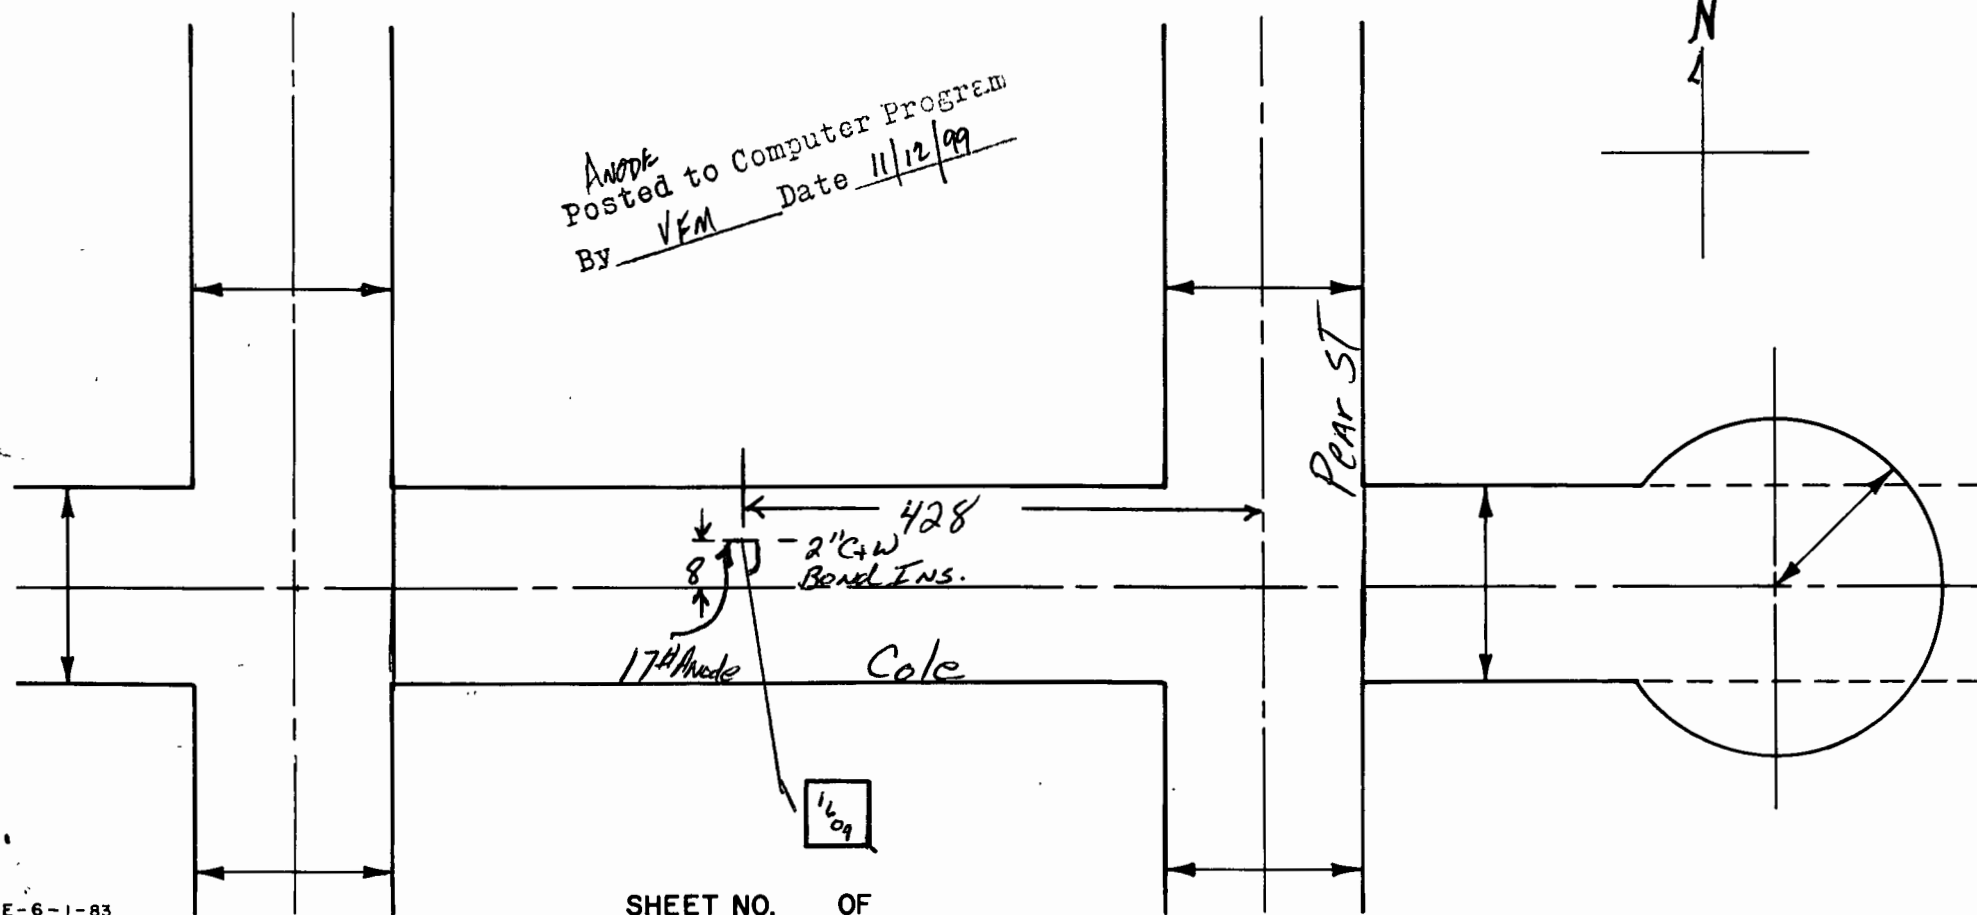 N
ANODE
Posted to Computer Program
By VFM Date 11/12/99
Pear ST
428
2" C+W
Bond Ins.
8
17# Anode
Cole
1609
SHEET NO. OF
E-6-1-83